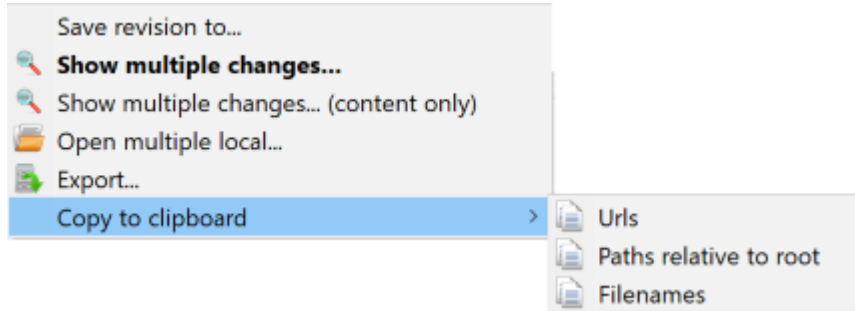 Save revision to...
Show multiple changes...
Show multiple changes... (content only)
Open multiple local...
Export...
Copy to clipboard
Urls
Paths relative to root
Filenames